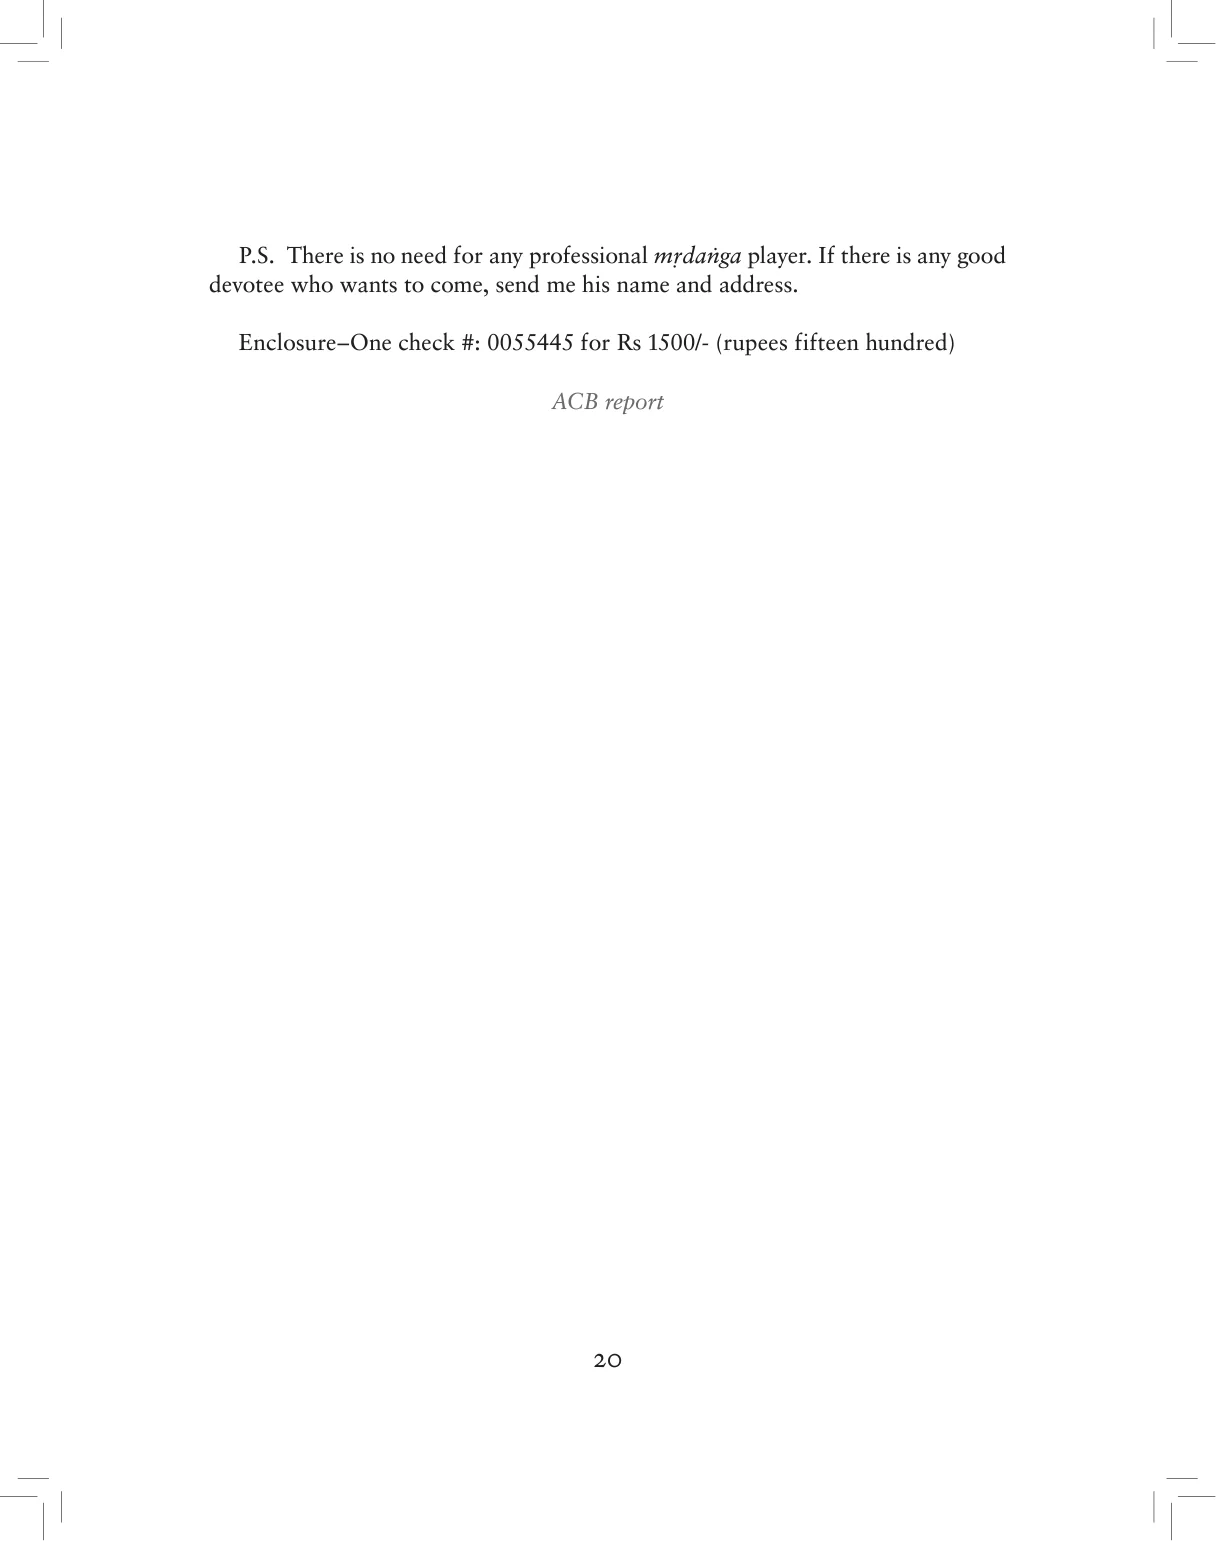 P.S.  There is no need for any professional mṛdaṅga player. If there is any good
devotee who wants to come, send me his name and address.
Enclosure–One check #: 0055445 for Rs 1500/- (rupees fifteen hundred)
ACB report
20